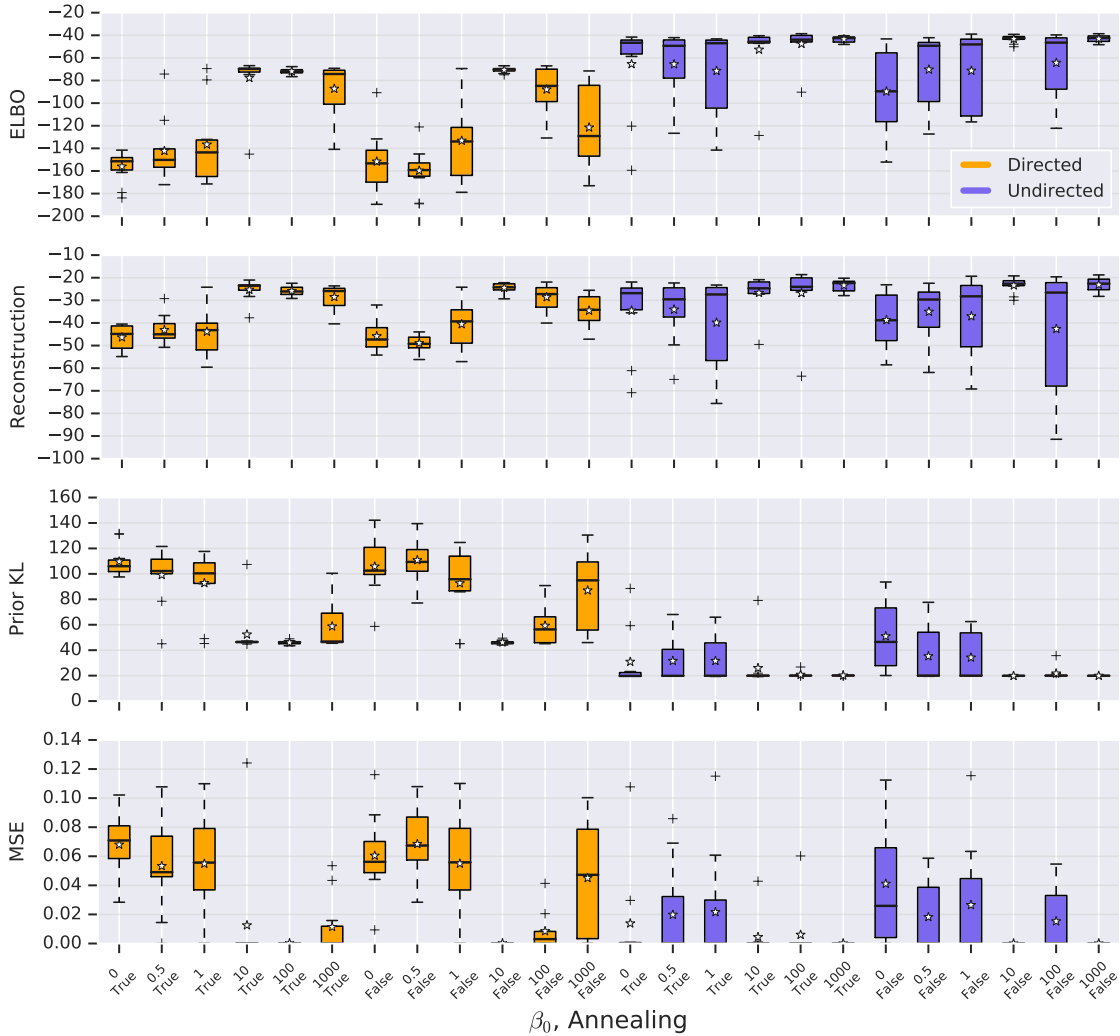 −20
−40
−60
−80
−100
−120
−140
−160
−180
−200
ELBO
Directed
Undirected
−10
−20
−30
−40
−50
−60
−70
−80
−90
−100
Reconstruction
160
140
120
100
80
60
40
20
0
Prior KL
0.14
0.12
0.10
0.08
0.06
0.04
0.02
0.00
MSE
0 True
0.5 True
1 True
10 True
100 True
1000 True
0 False
0.5 False
1 False
10 False
100 False
1000 False
0 True
0.5 True
1 True
10 True
100 True
1000 True
0 False
0.5 False
1 False
10 False
100 False
1000 False
β₀, Annealing